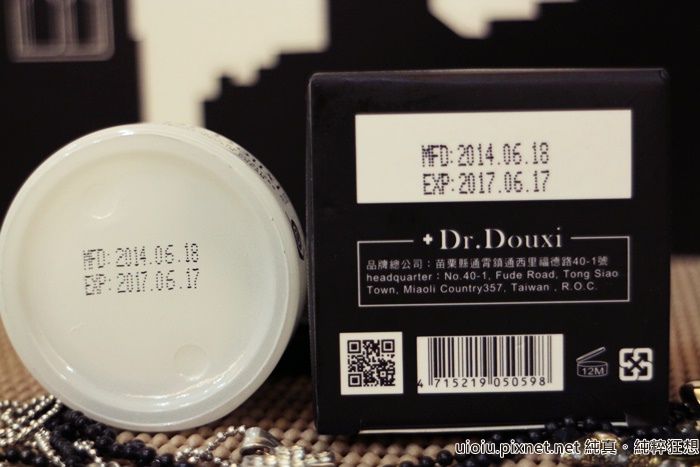 MFD:2014.06.18
EXP:2017.06.17
MFD:2014.06.18
EXP:2017.06.17
Dr.Douxi
品牌總公司：苗栗縣通霄鎮通西里福德路40-1號
headquarter：No.40-1, Fude Road, Tong Siao
Town, Miaoli Country357, Taiwan , R.O.C.
4 715219 050598
12M
uioiu.pixnet.net 純真。純粹狂想